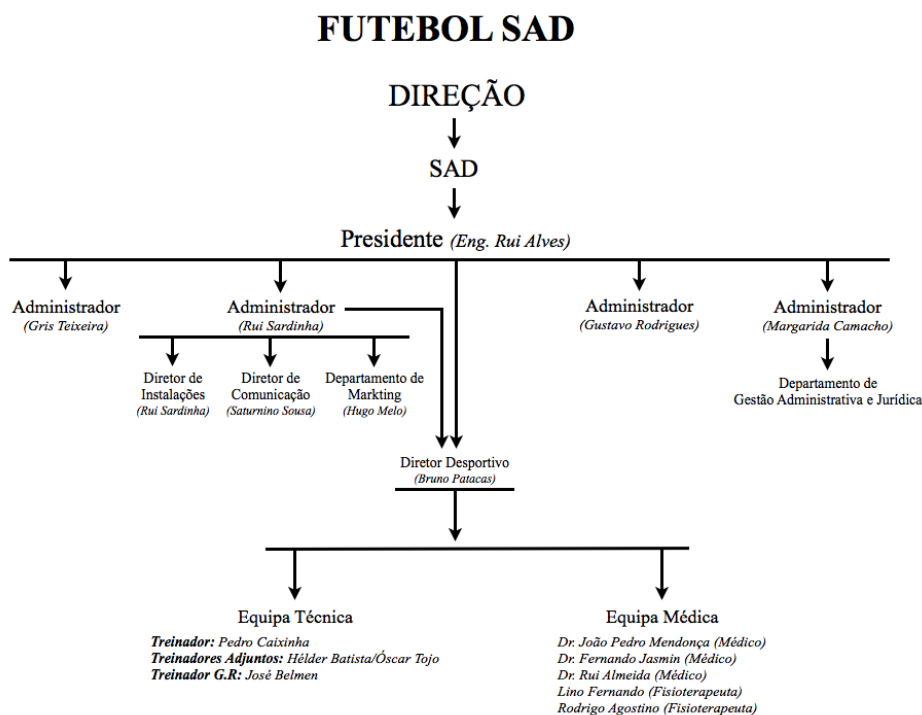 FUTEBOL SAD
DIREÇÃO
SAD
Presidente (Eng. Rui Alves)
Administrador
(Gris Teixeira)
Administrador
(Rui Sardinha)
Administrador
(Gustavo Rodrigues)
Administrador
(Margarida Camacho)
Diretor de
Instalações
(Rui Sardinha)
Diretor de
Comunicação
(Saturnino Sousa)
Departamento de
Markting
(Hugo Melo)
Departamento de
Gestão Administrativa e Jurídica
Diretor Desportivo
(Bruno Patacas)
Equipa Técnica
Treinador: Pedro Caixinha
Treinadores Adjuntos: Hélder Batista/Óscar Tojo
Treinador G.R: José Belmen
Equipa Médica
Dr. João Pedro Mendonça (Médico)
Dr. Fernando Jasmin (Médico)
Dr. Rui Almeida (Médico)
Lino Fernando (Fisioterapeuta)
Rodrigo Agostino (Fisioterapeuta)